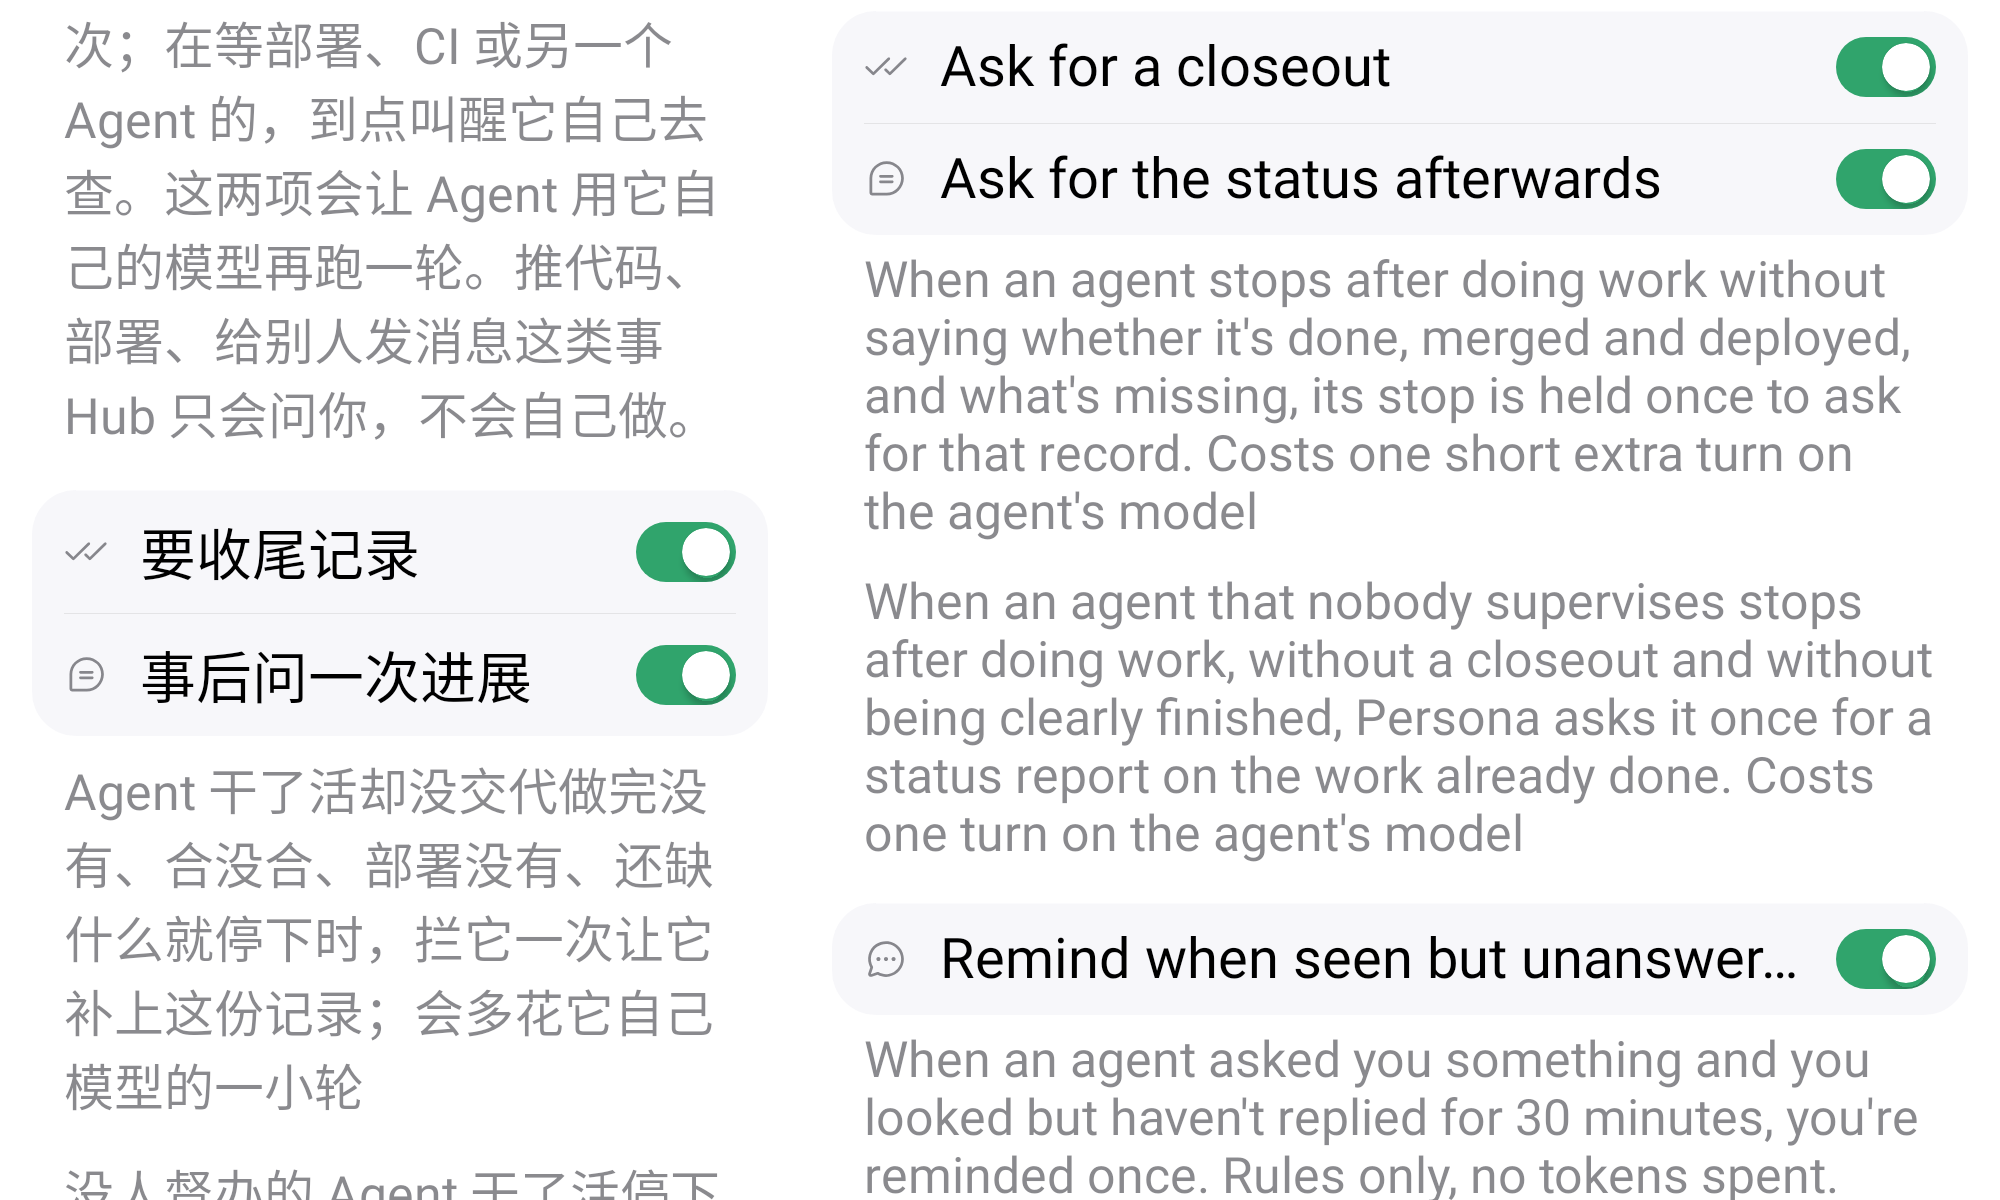 次；在等部署、CI 或另一个
Agent 的，到点叫醒它自己去
查。这两项会让 Agent 用它自
己的模型再跑一轮。推代码、
部署、给别人发消息这类事
Hub 只会问你，不会自己做。
要收尾记录
事后问一次进展
Agent 干了活却没交代做完没
有、合没合、部署没有、还缺
什么就停下时，拦它一次让它
补上这份记录；会多花它自己
模型的一小轮
没人督办的 Agent 干了活停下
Ask for a closeout
Ask for the status afterwards
When an agent stops after doing work without
saying whether it's done, merged and deployed,
and what's missing, its stop is held once to ask
for that record. Costs one short extra turn on
the agent's model
When an agent that nobody supervises stops
after doing work, without a closeout and without
being clearly finished, Persona asks it once for a
status report on the work already done. Costs
one turn on the agent's model
Remind when seen but unanswer…
When an agent asked you something and you
looked but haven't replied for 30 minutes, you're
reminded once. Rules only, no tokens spent.